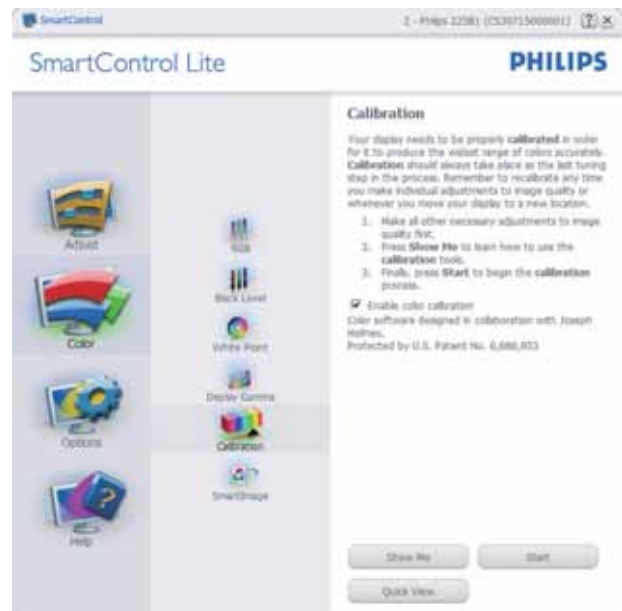 SmartControl
SmartControl Lite
PHILIPS
Adjust
Color
Options
Help
RGB
Black Level
White Point
Display Gamma
Calibration
SmartImage
Calibration
Your display needs to be properly calibrated in order
for it to produce the widest range of colors accurately.
Calibration should always take place as the last tuning
step in the process. Remember to recalibrate any time
you make individual adjustments to image quality or
whenever you move your display to a new location.
1. Make all other necessary adjustments to image
quality first.
2. Press Show Me to learn how to use the
calibration tools.
3. Finally, press Start to begin the calibration
process.
Enable color calibration
Color software designed in collaboration with Joseph
Holmes.
Protected by U.S. Patent No.
Show Me
Start
Quick View